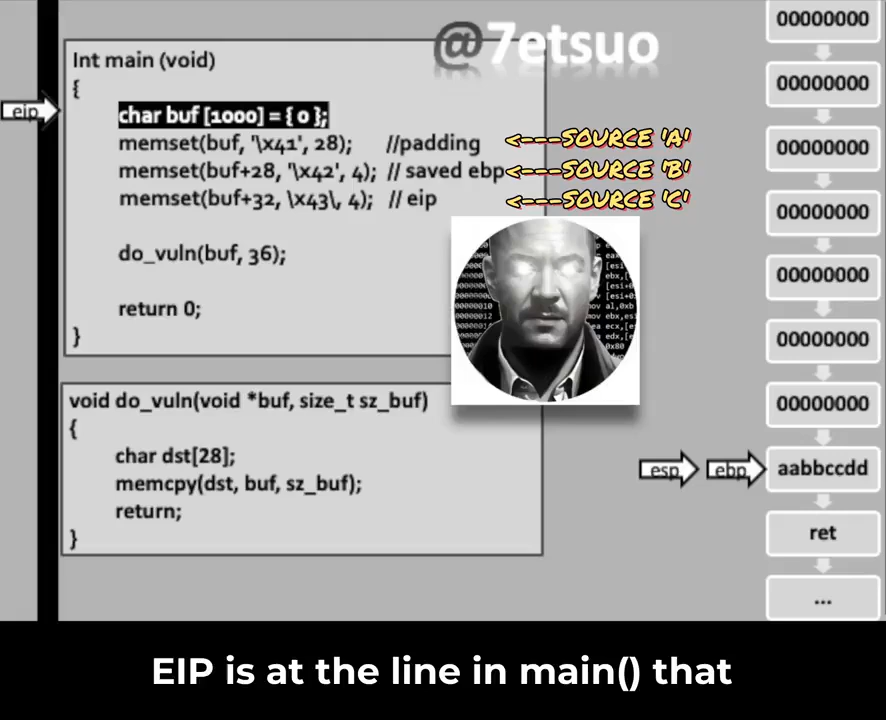 @7etsuo
Int main (void)
{
eip
char buf [1000] = { 0 };
memset(buf, '\x41', 28); //padding <---SOURCE 'A'
memset(buf+28, '\x42', 4); // saved ebp <---SOURCE 'B'
memset(buf+32, \x43\, 4); // eip <---SOURCE 'C'
do_vuln(buf, 36);
return 0;
}
void do_vuln(void *buf, size_t sz_buf)
{
char dst[28];
memcpy(dst, buf, sz_buf);
return;
}
00000000
00000000
00000000
00000000
00000000
00000000
00000000
esp ebp aabbccdd
ret
...
EIP is at the line in main() that